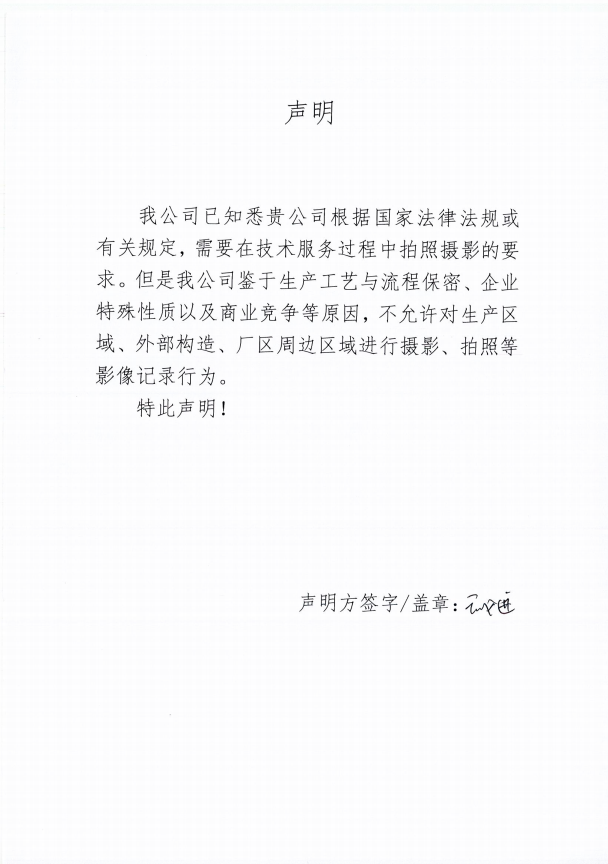 声明
我公司已知悉贵公司根据国家法律法规或
有关规定，需要在技术服务过程中拍照摄影的要
求。但是我公司鉴于生产工艺与流程保密、企业
特殊性质以及商业竞争等原因，不允许对生产区
域、外部构造、厂区周边区域进行摄影、拍照等
影像记录行为。
特此声明！
声明方签字/盖章：